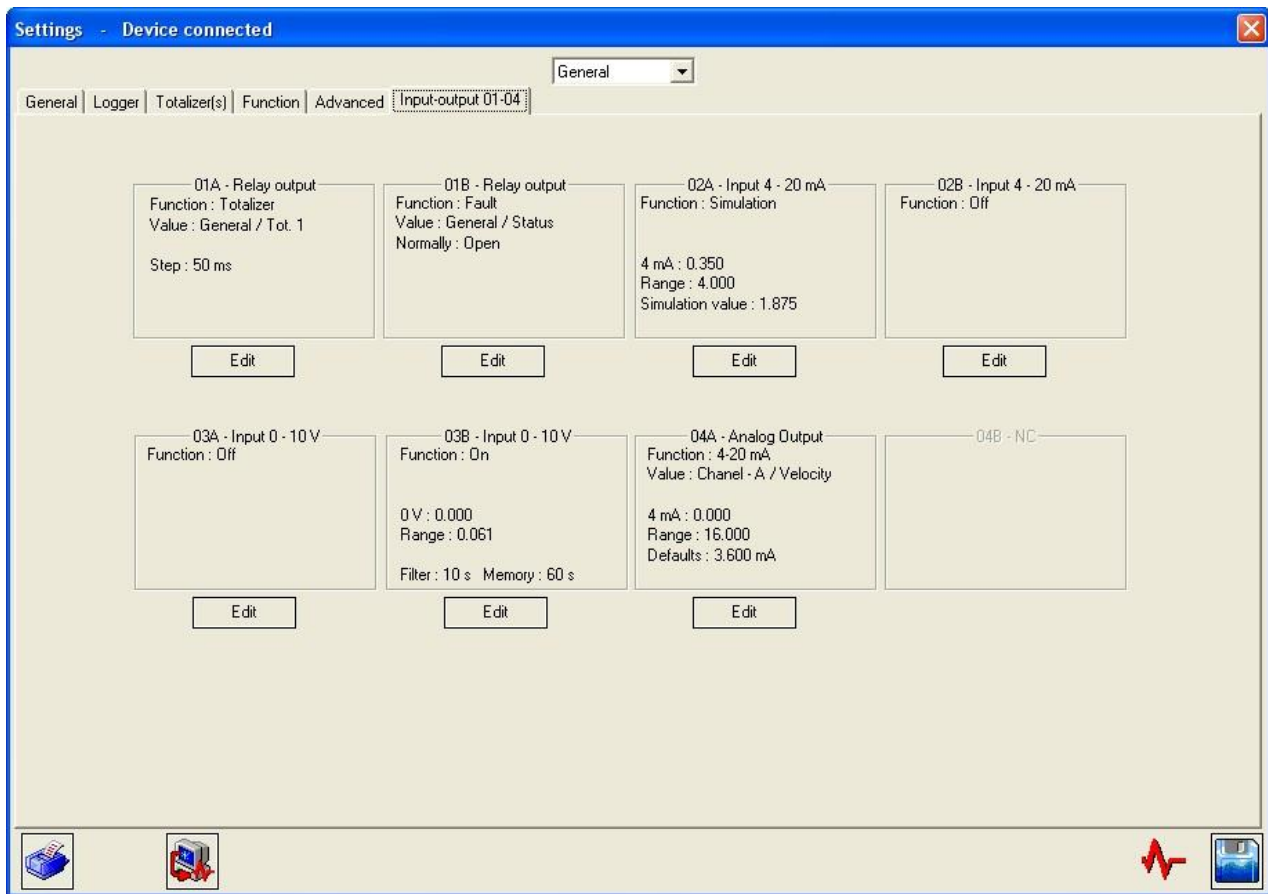 Settings - Device connected
General
General Logger Totalizer(s) Function Advanced Input-output 01-04
01A - Relay output
Function : Totalizer
Value : General / Tot. 1
Step : 50 ms
Edit
01B - Relay output
Function : Fault
Value : General / Status
Normally : Open
Edit
02A - Input 4 - 20 mA
Function : Simulation
4 mA : 0.350
Range : 4.000
Simulation value : 1.875
Edit
02B - Input 4 - 20 mA
Function : Off
Edit
03A - Input 0 - 10 V
Function : Off
Edit
03B - Input 0 - 10 V
Function : On
0 V : 0.000
Range : 0.061
Filter : 10 s Memory : 60 s
Edit
04A - Analog Output
Function : 4-20 mA
Value : Chanel - A / Velocity
4 mA : 0.000
Range : 16.000
Defaults : 3.600 mA
Edit
04B - NC